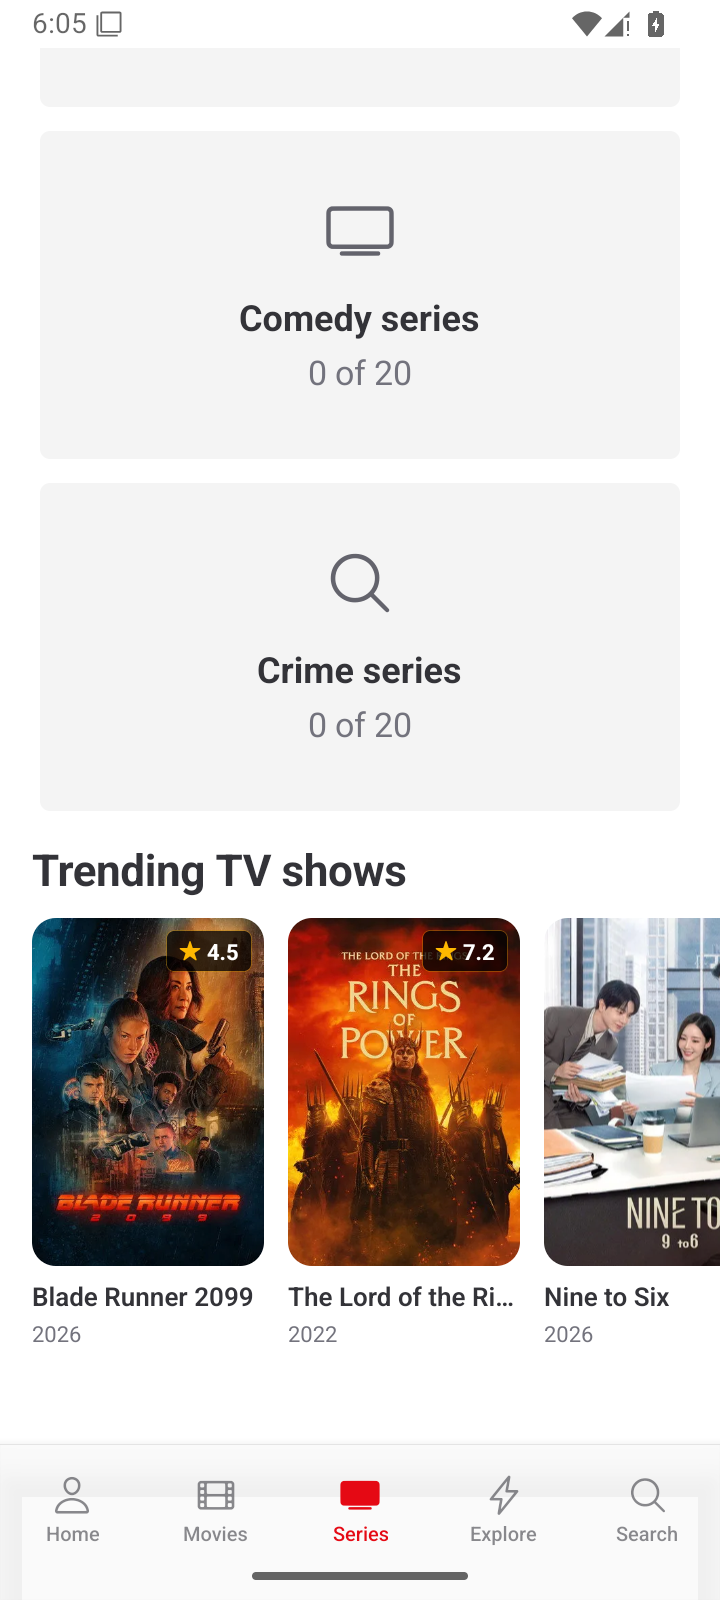 6:05
Comedy series
0 of 20
Crime series
0 of 20
Trending TV shows
4.5
BLADE RUNNER
2099
7.2
THE LORD OF THE
THE
RINGS
OF
POWER
NINE TO
9 to 6
Blade Runner 2099
2026
The Lord of the Ri...
2022
Nine to Six
2026
Home
Movies
Series
Explore
Search